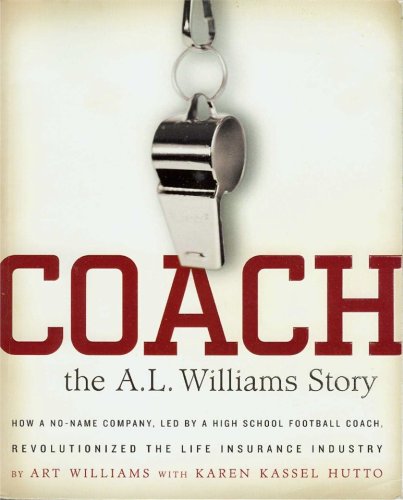 COACH
the A.L. Williams Story
HOW A NO-NAME COMPANY, LED BY A HIGH SCHOOL FOOTBALL COACH,
REVOLUTIONIZED THE LIFE INSURANCE INDUSTRY
BY ART WILLIAMS WITH KAREN KASSEL HUTTO